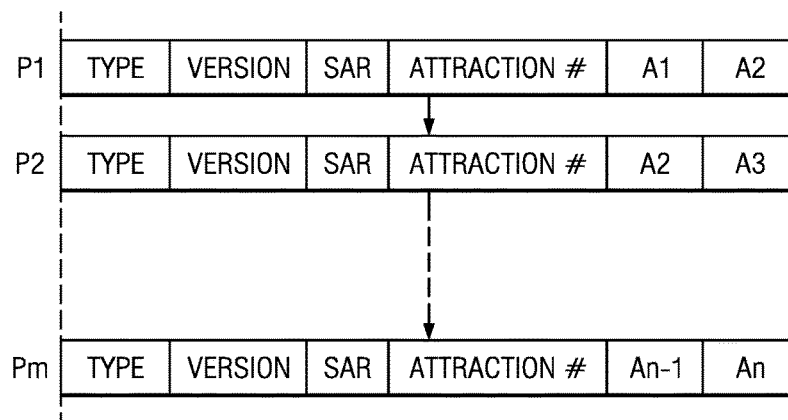 P1 TYPE VERSION SAR ATTRACTION # A1 A2
P2 TYPE VERSION SAR ATTRACTION # A2 A3
Pm TYPE VERSION SAR ATTRACTION # An-1 An